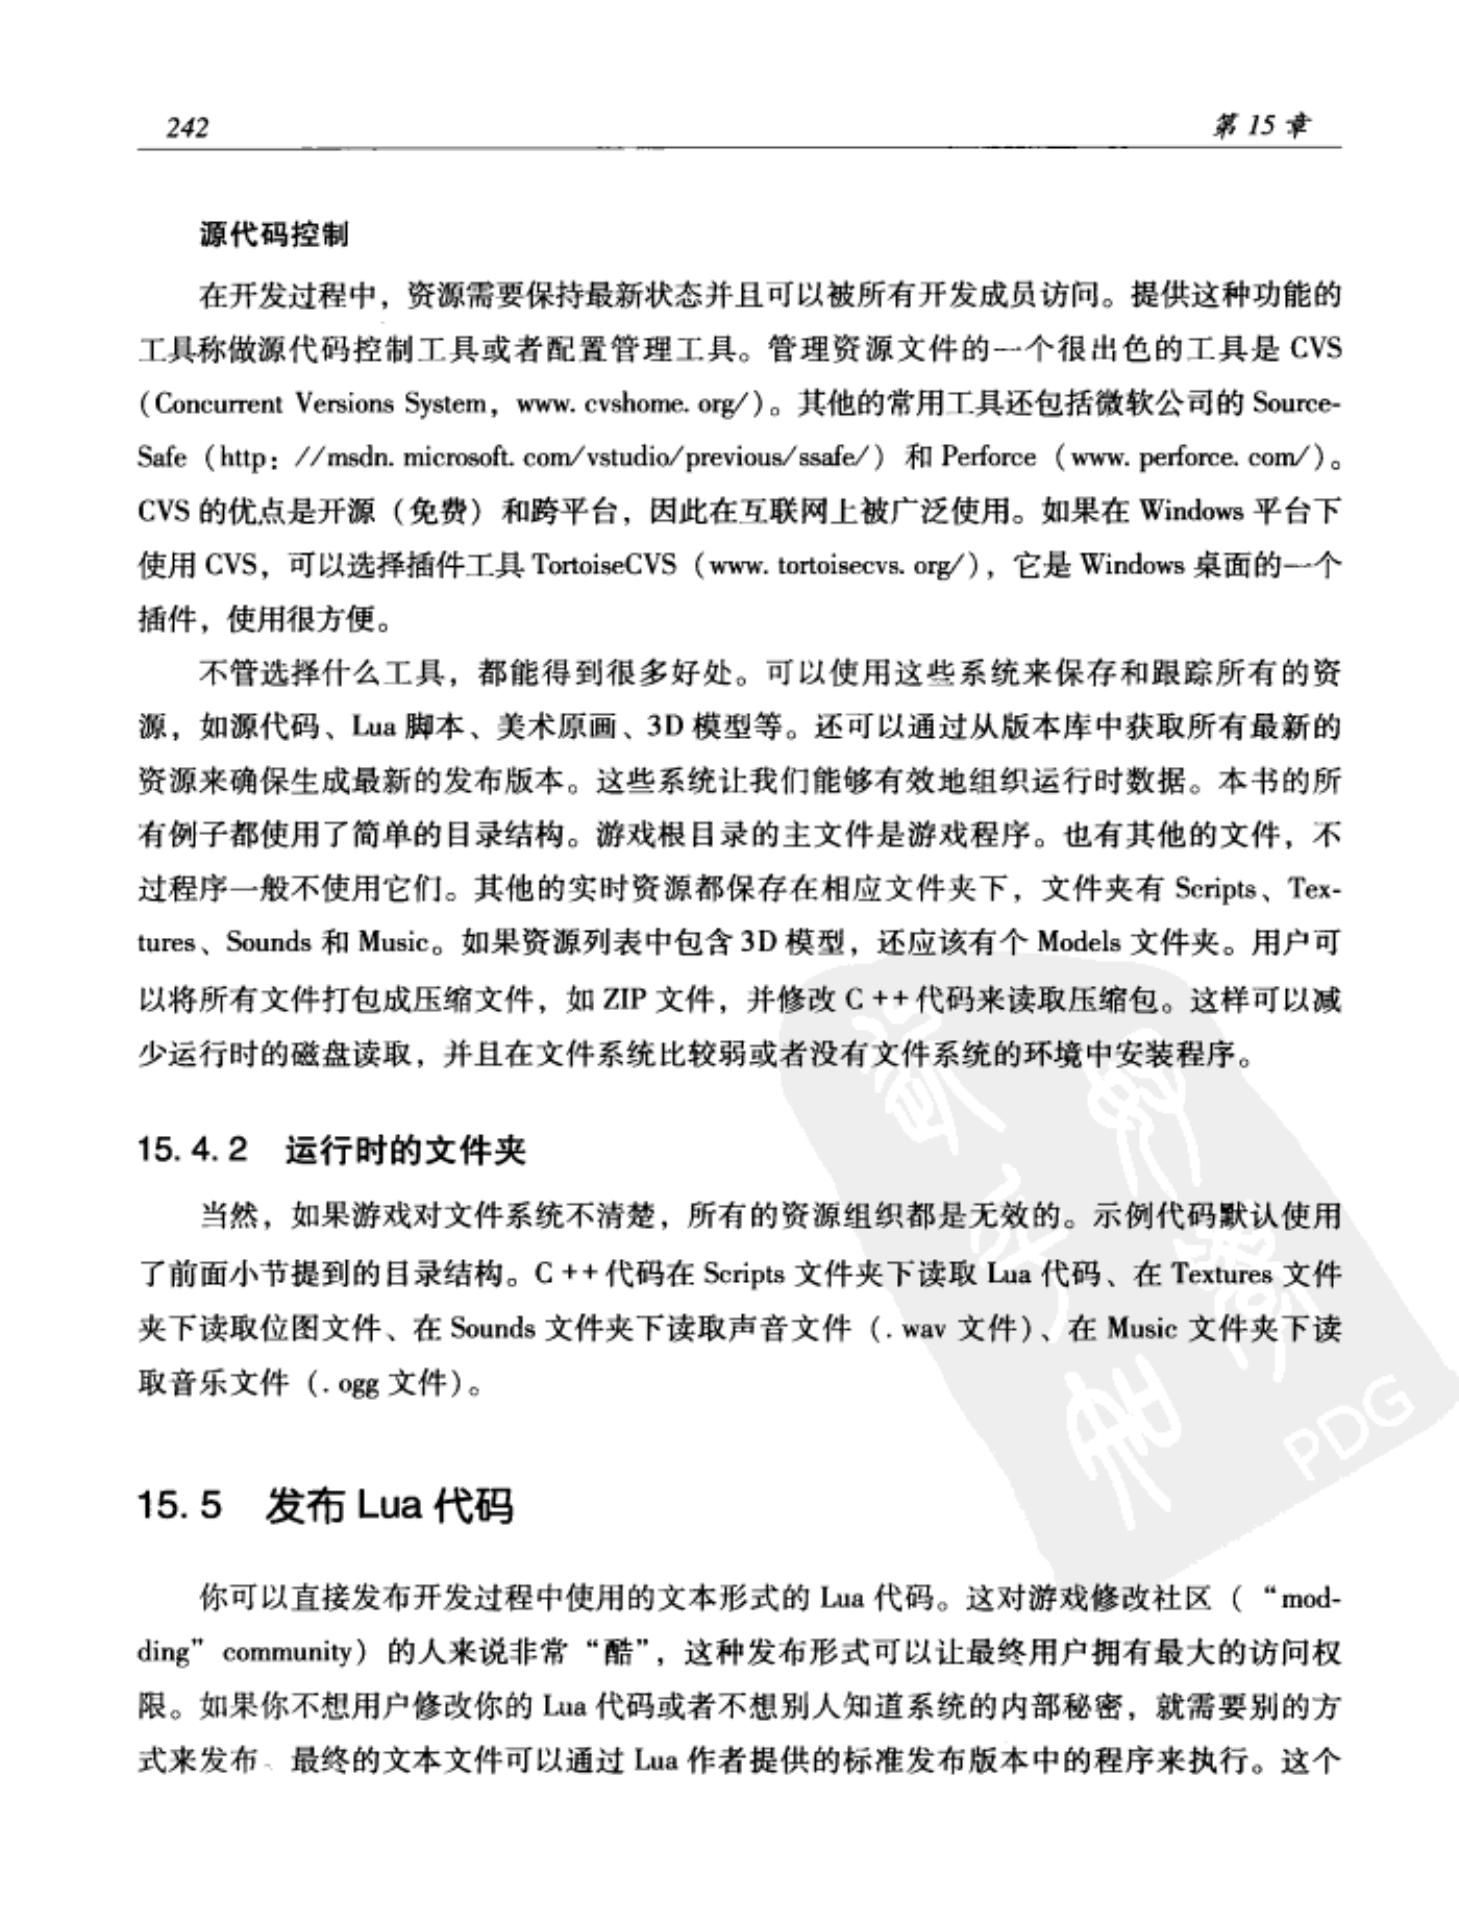 242
第 15 章
源代码控制
在开发过程中，资源需要保持最新状态并且可以被所有开发成员访问。提供这种功能的
工具称做源代码控制工具或者配置管理工具。管理资源文件的一个很出色的工具是 CVS
(Concurrent Versions System, www. cvshome. org/)。其他的常用工具还包括微软公司的 Source-
Safe (http: //msdn. microsoft. com/vstudio/previous/ssafe/) 和 Perforce (www. perforce. com/)。
CVS 的优点是开源（免费）和跨平台，因此在互联网上被广泛使用。如果在 Windows 平台下
使用 CVS，可以选择插件工具 TortoiseCVS (www. tortoisecvs. org/)，它是 Windows 桌面的一个
插件，使用很方便。
不管选择什么工具，都能得到很多好处。可以使用这些系统来保存和跟踪所有的资
源，如源代码、Lua 脚本、美术原画、3D 模型等。还可以通过从版本库中获取所有最新的
资源来确保生成最新的发布版本。这些系统让我们能够有效地组织运行时数据。本书的所
有例子都使用了简单的目录结构。游戏根目录的主文件是游戏程序。也有其他的文件，不
过程序一般不使用它们。其他的实时资源都保存在相应文件夹下，文件夹有 Scripts、Tex-
tures、Sounds 和 Music。如果资源列表中包含 3D 模型，还应该有个 Models 文件夹。用户可
以将所有文件打包成压缩文件，如 ZIP 文件，并修改 C ++ 代码来读取压缩包。这样可以减
少运行时的磁盘读取，并且在文件系统比较弱或者没有文件系统的环境中安装程序。
15. 4. 2 运行时的文件夹
当然，如果游戏对文件系统不清楚，所有的资源组织都是无效的。示例代码默认使用
了前面小节提到的目录结构。C ++ 代码在 Scripts 文件夹下读取 Lua 代码、在 Textures 文件
夹下读取位图文件、在 Sounds 文件夹下读取声音文件 (. wav 文件)、在 Music 文件夹下读
取音乐文件 (. ogg 文件)。
PDG
15. 5 发布 Lua 代码
你可以直接发布开发过程中使用的文本形式的 Lua 代码。这对游戏修改社区 ( “mod-
ding” community) 的人来说非常“酷”，这种发布形式可以让最终用户拥有最大的访问权
限。如果你不想用户修改你的 Lua 代码或者不想别人知道系统的内部秘密，就需要别的方
式来发布、最终的文本文件可以通过 Lua 作者提供的标准发布版本中的程序来执行。这个